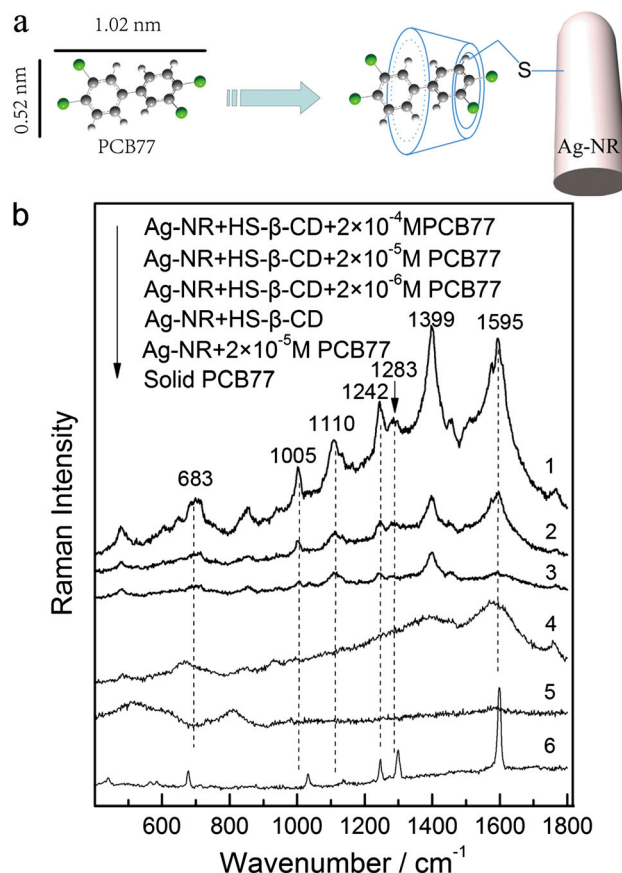 a
1.02 nm
0.52 nm
PCB77
S
Ag-NR
b
Ag-NR+HS-β-CD+2×10⁻⁴MPCB77
Ag-NR+HS-β-CD+2×10⁻⁵M PCB77
Ag-NR+HS-β-CD+2×10⁻⁶M PCB77
Ag-NR+HS-β-CD
Ag-NR+2×10⁻⁵M PCB77
Solid PCB77
683
1005
1110
1242
1283
1399
1595
1
2
3
4
5
6
Raman Intensity
600 800 1000 1200 1400 1600 1800
Wavenumber / cm⁻¹